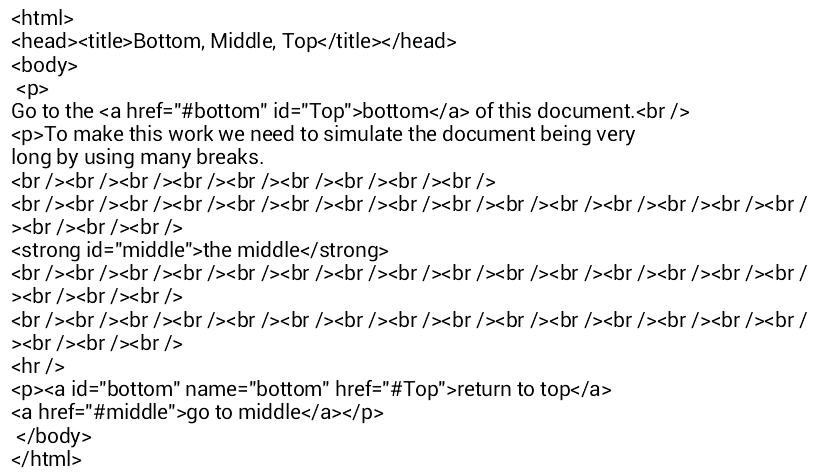 <html>
<head><title>Bottom, Middle, Top</title></head>
<body>
<p>
Go to the <a href="#bottom" id="Top">bottom</a> of this document.<br />
<p>To make this work we need to simulate the document being very
long by using many breaks.
<br /><br /><br /><br /><br /><br /><br /><br /><br />
<br /><br /><br /><br /><br /><br /><br /><br /><br /><br /><br /><br /><br /><br /><br /
><br /><br /><br />
<strong id="middle">the middle</strong>
<br /><br /><br /><br /><br /><br /><br /><br /><br /><br /><br /><br /><br /><br /><br /
><br /><br /><br />
<br /><br /><br /><br /><br /><br /><br /><br /><br /><br /><br /><br /><br /><br /><br /
><br /><br /><br />
<hr />
<p><a id="bottom" name="bottom" href="#Top">return to top</a>
<a href="#middle">go to middle</a></p>
</body>
</html>